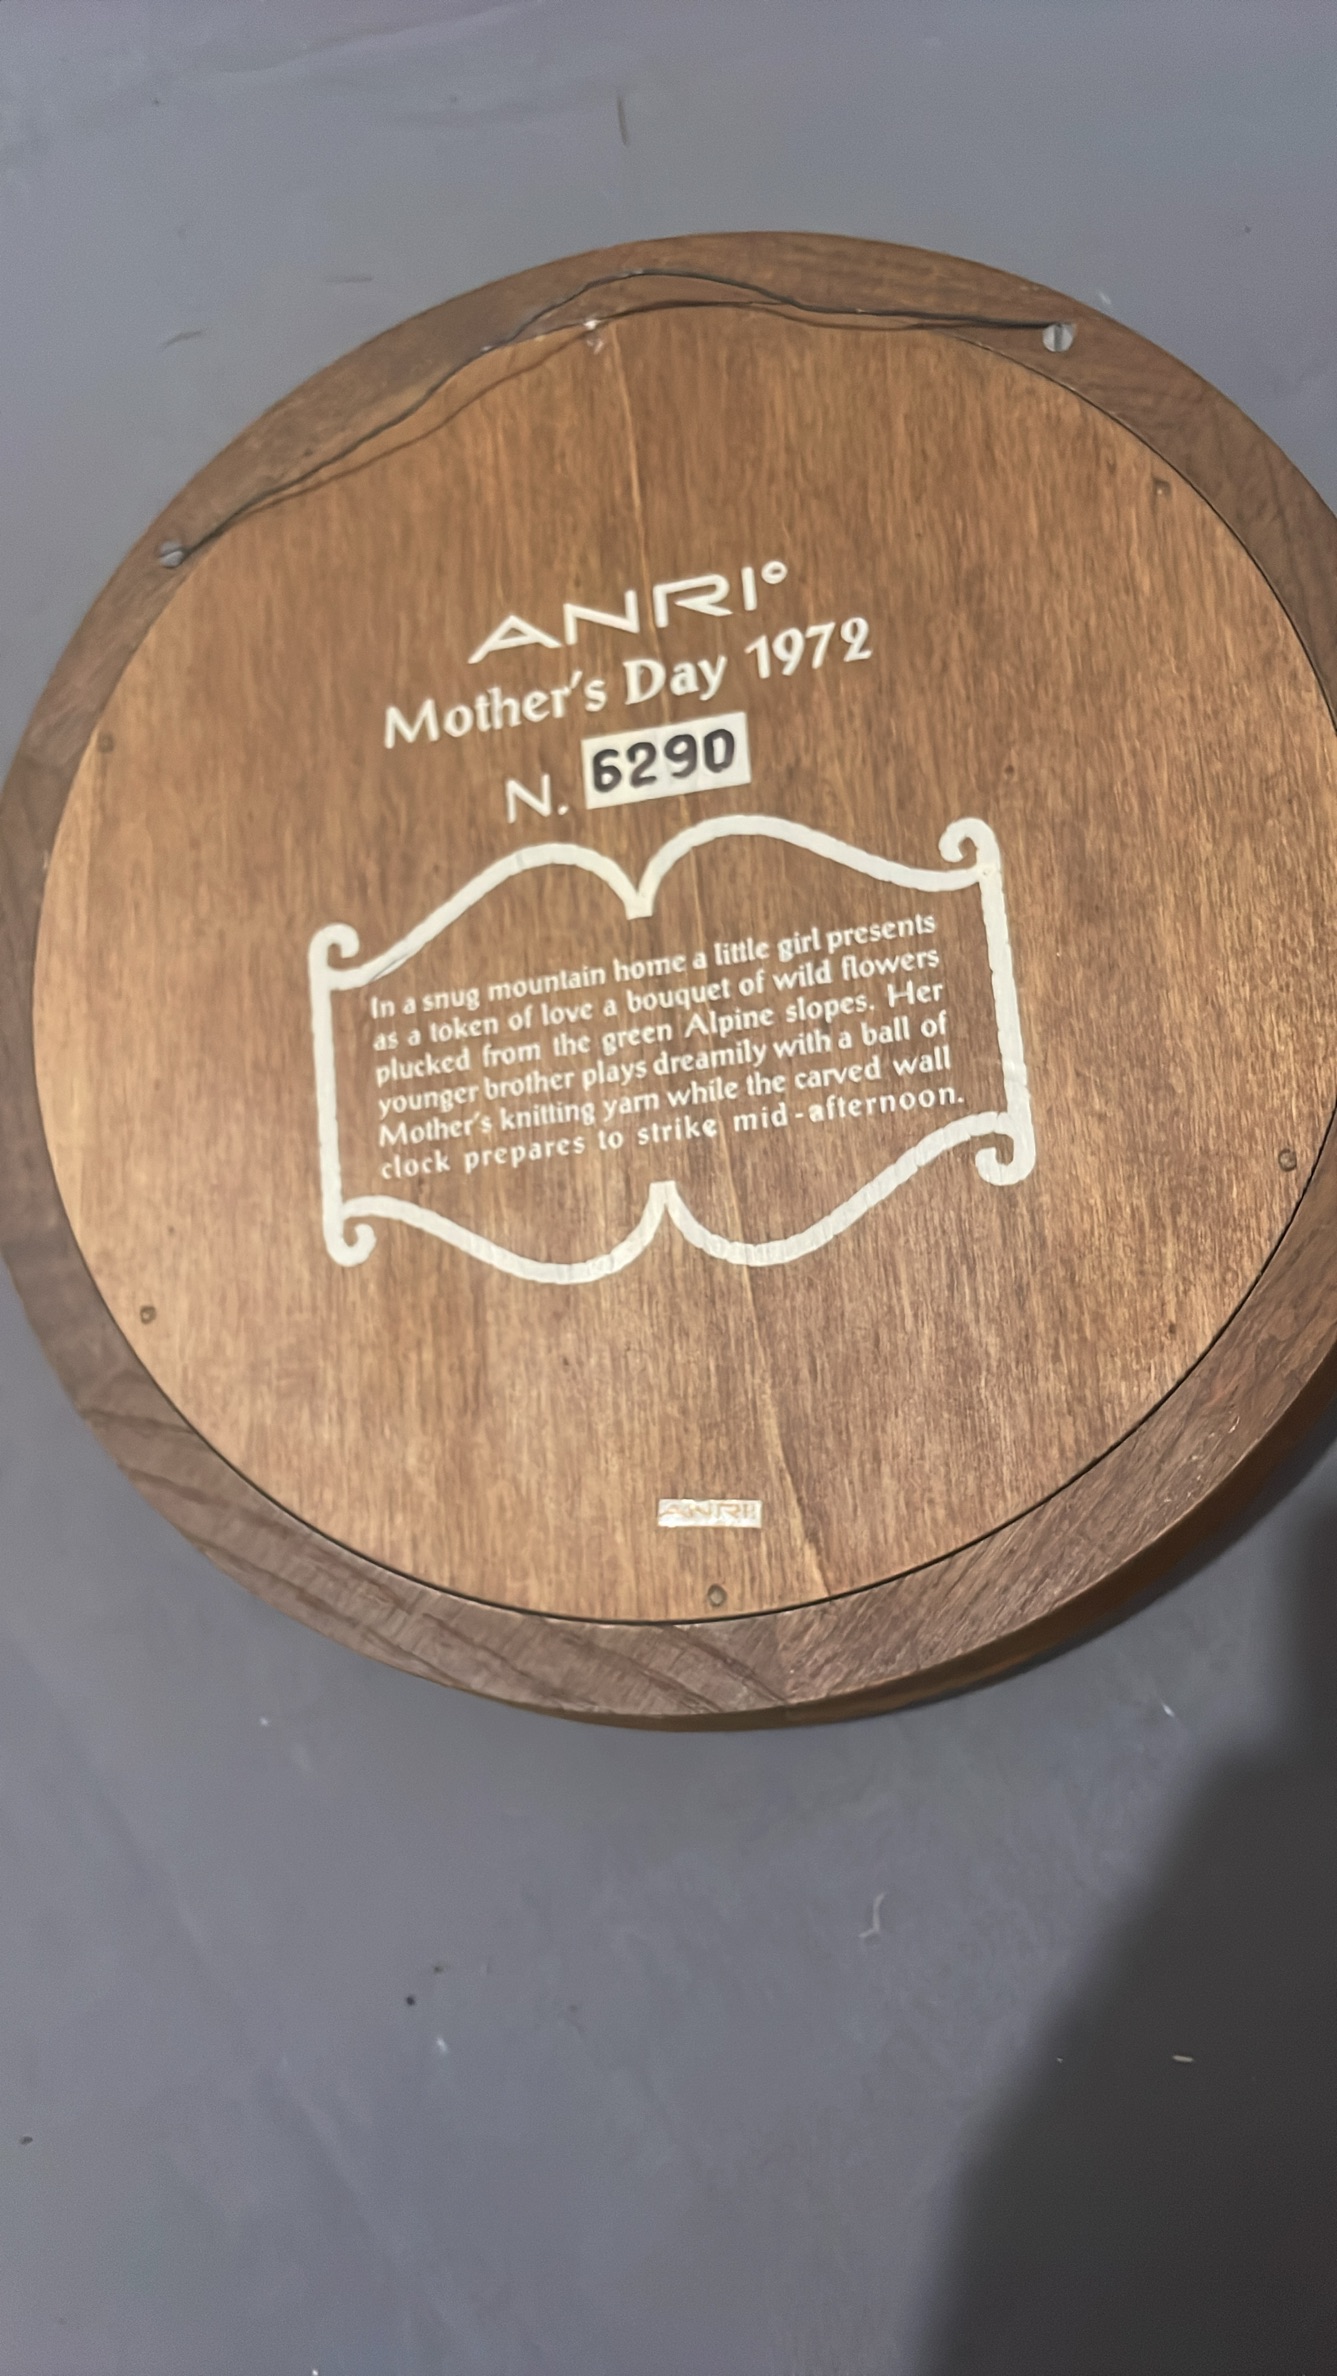 ANRI°
Mother's Day 1972
N. 6290
In a snug mountain home a little girl presents
as a token of love a bouquet of wild flowers
plucked from the green Alpine slopes. Her
younger brother plays dreamily with a ball of
Mother's knitting yarn while the carved wall
clock prepares to strike mid-afternoon.
ANRI